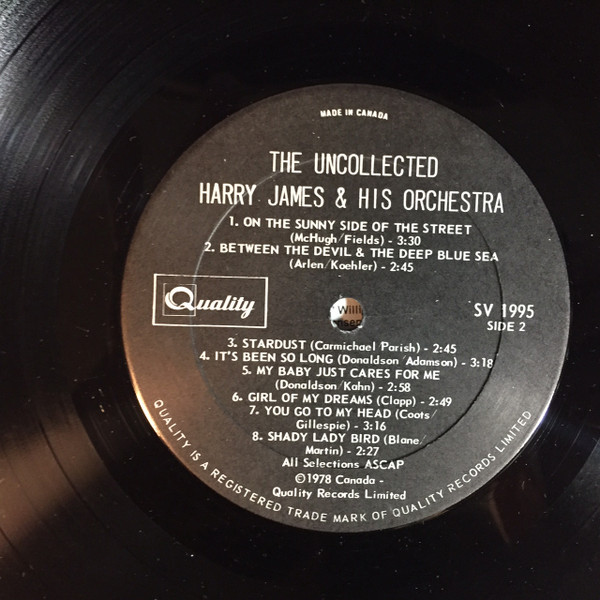 MADE IN CANADA
THE UNCOLLECTED
HARRY JAMES & HIS ORCHESTRA
1. ON THE SUNNY SIDE OF THE STREET
(McHugh/Fields) - 3:30
2. BETWEEN THE DEVIL & THE DEEP BLUE SEA
(Arlen/Koehler) - 2:45
Quality
SV 1995
SIDE 2
3. STARDUST (Carmichael/Parish) - 2:45
4. IT'S BEEN SO LONG (Donaldson/Adamson) - 3:18
5. MY BABY JUST CARES FOR ME
(Donaldson/Kahn) - 2:58
6. GIRL OF MY DREAMS (Clapp) - 2:49
7. YOU GO TO MY HEAD (Coots/
Gillespie) - 3:16
8. SHADY LADY BIRD (Blane/
Martin) - 2:27
All Selections ASCAP
©1978 Canada -
Quality Records Limited
QUALITY IS A REGISTERED TRADE MARK OF QUALITY RECORDS LIMITED